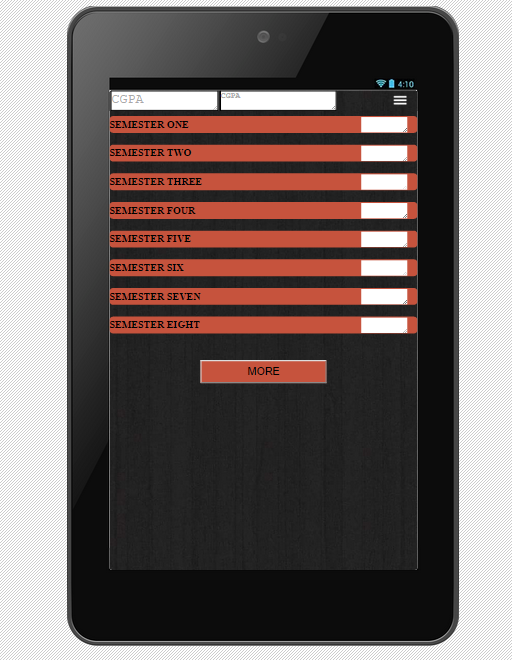 4:10
CGPA CGPA
SEMESTER ONE
SEMESTER TWO
SEMESTER THREE
SEMESTER FOUR
SEMESTER FIVE
SEMESTER SIX
SEMESTER SEVEN
SEMESTER EIGHT
MORE